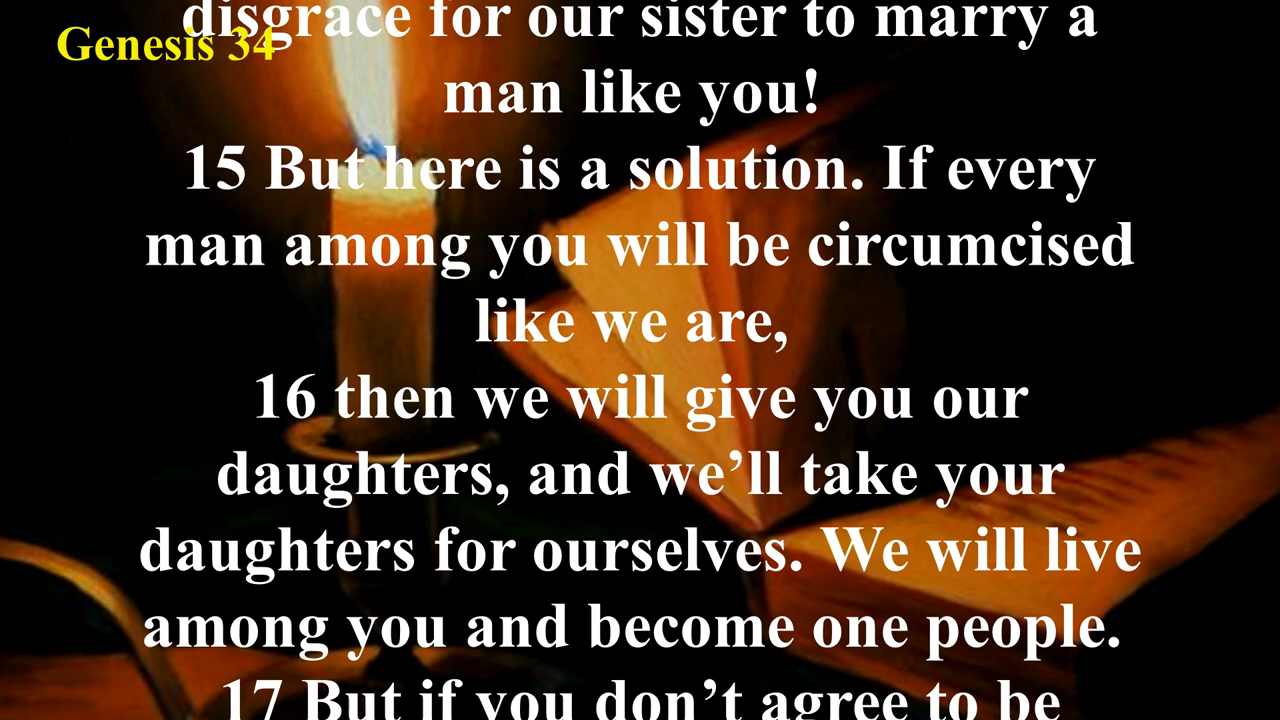 Genesis 34
disgrace for our sister to marry a
man like you!
15 But here is a solution. If every
man among you will be circumcised
like we are,
16 then we will give you our
daughters, and we’ll take your
daughters for ourselves. We will live
among you and become one people.
17 But if you don’t agree to be